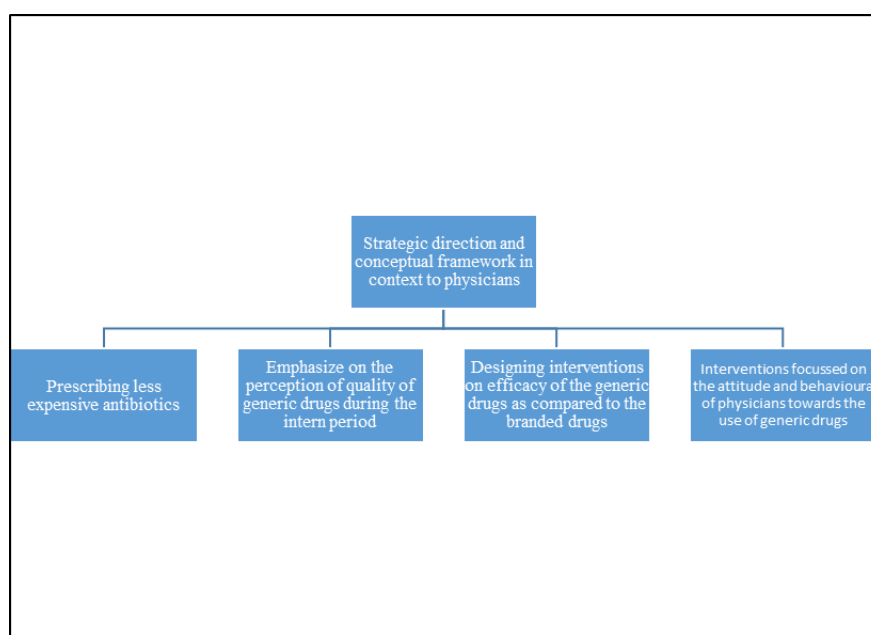 Strategic direction and
conceptual framework in
context to physicians
Prescribing less
expensive antibiotics
Emphasize on the
perception of quality of
generic drugs during the
intern period
Designing interventions
on efficacy of the generic
drugs as compared to the
branded drugs
Interventions focussed on
the attitude and behavioural
of physicians towards the
use of generic drugs